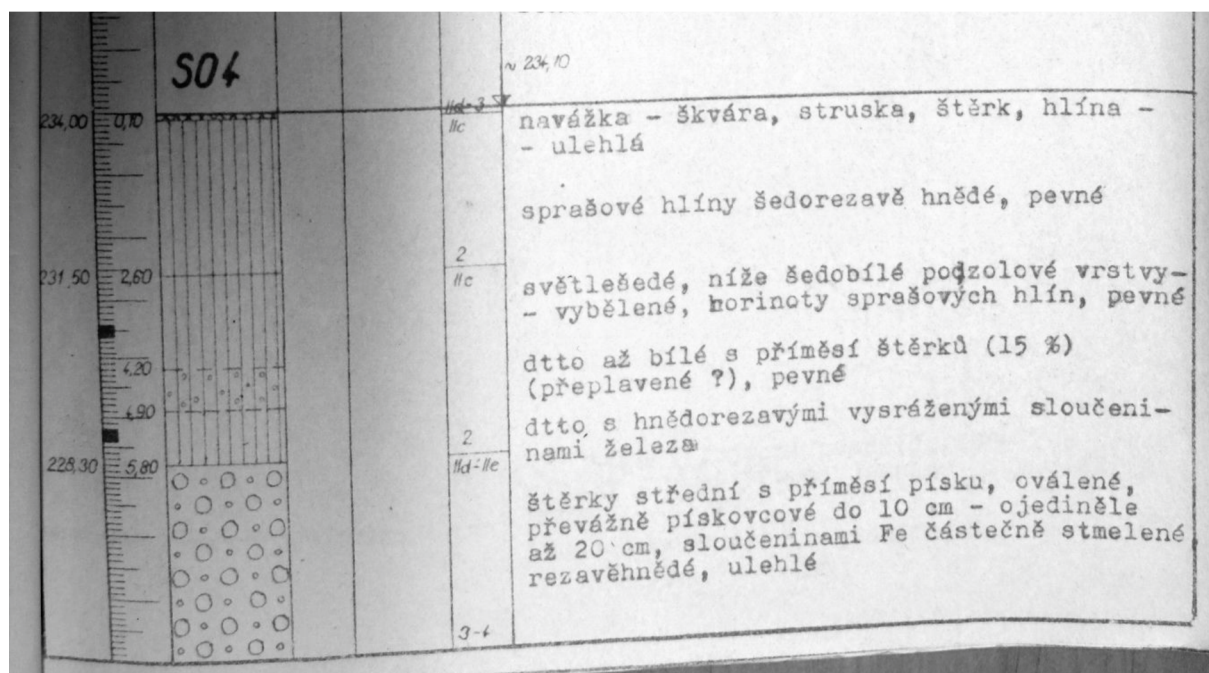 SO4
~ 234,10
IId-3
234,00 0,10 IIc
navážka - škvára, struska, štěrk, hlína -
- ulehlá
sprašové hlíny šedorezavě hnědé, pevné
2
231,50 2,60 IIc
světlešedé, níže šedobílé podzolové vrstvy-
- vybělené, horinoty sprašových hlín, pevné
4,20
dtto až bílé s příměsí štěrků (15 %)
(přeplavené ?), pevné
4,90
dtto s hnědorezavými vysráženými sloučeni-
nami železa
2
228,30 5,80 IId-IIe
štěrky střední s příměsí písku, oválené,
převážně pískovcové do 10 cm - ojediněle
až 20 cm, sloučeninami Fe částečně stmelené
rezavěhnědé, ulehlé
3-4